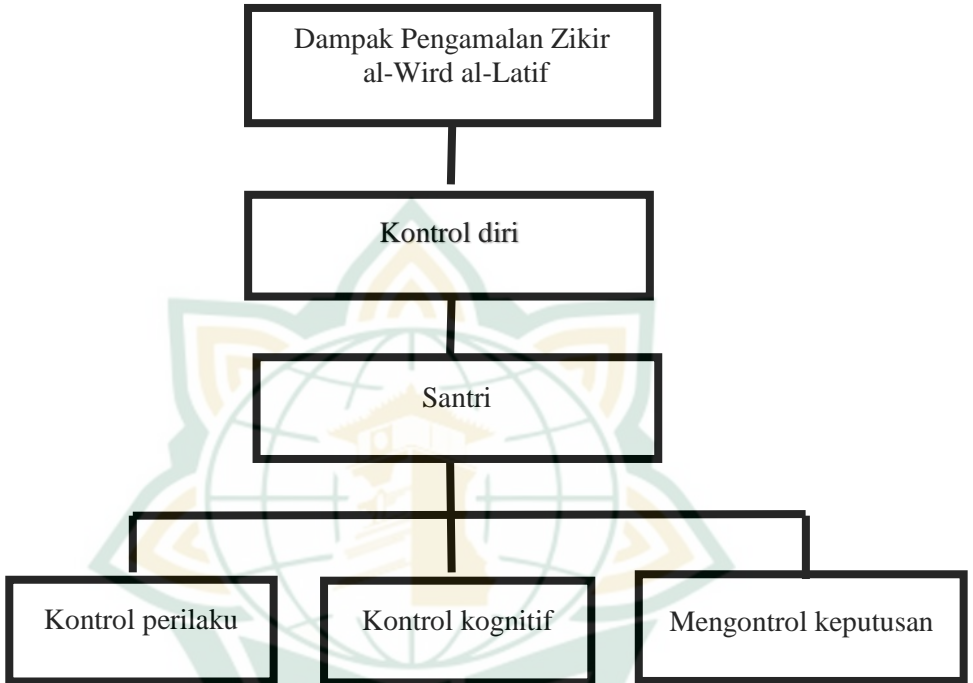 Dampak Pengamalan Zikir
al-Wird al-Latif
Kontrol diri
Santri
Kontrol perilaku
Kontrol kognitif
Mengontrol keputusan